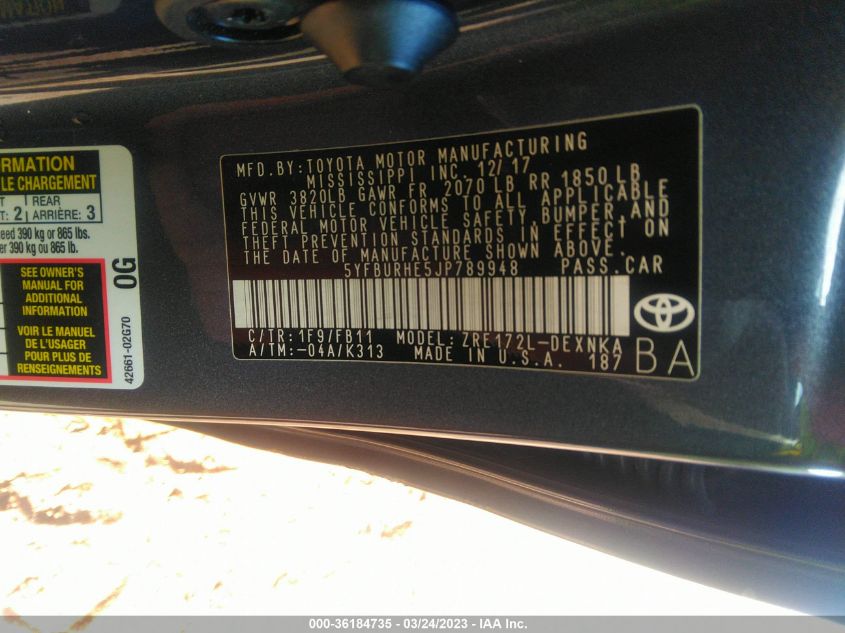 ORMATION
LE CHARGEMENT
REAR
T: 2 ARRIÈRE: 3
eed 390 kg or 865 lbs.
r 390 kg ou 865 lb.
SEE OWNER'S
MANUAL FOR
ADDITIONAL
INFORMATION
VOIR LE MANUEL
DE L'USAGER
POUR PLUS DE
RENSEIGNEMENTS
0G
42661-02G70
MFD. BY: TOYOTA MOTOR MANUFACTURING
MISSISSIPPI INC. 12/17
GVWR 3820LB GAWR FR 2070 LB RR 1850 LB
THIS VEHICLE CONFORMS TO ALL APPLICABLE
FEDERAL MOTOR VEHICLE SAFETY, BUMPER, AND
THEFT PREVENTION STANDARDS IN EFFECT ON
THE DATE OF MANUFACTURE SHOWN ABOVE.
5YFBURHE5JP789948 PASS. CAR
C/TR: 1F9/FB11 MODEL: ZRE172L-DEXNKA
A/TM: -04A/K313 MADE IN U.S.A. 187
BA
000-36184735 - 03/24/2023 - IAA Inc.